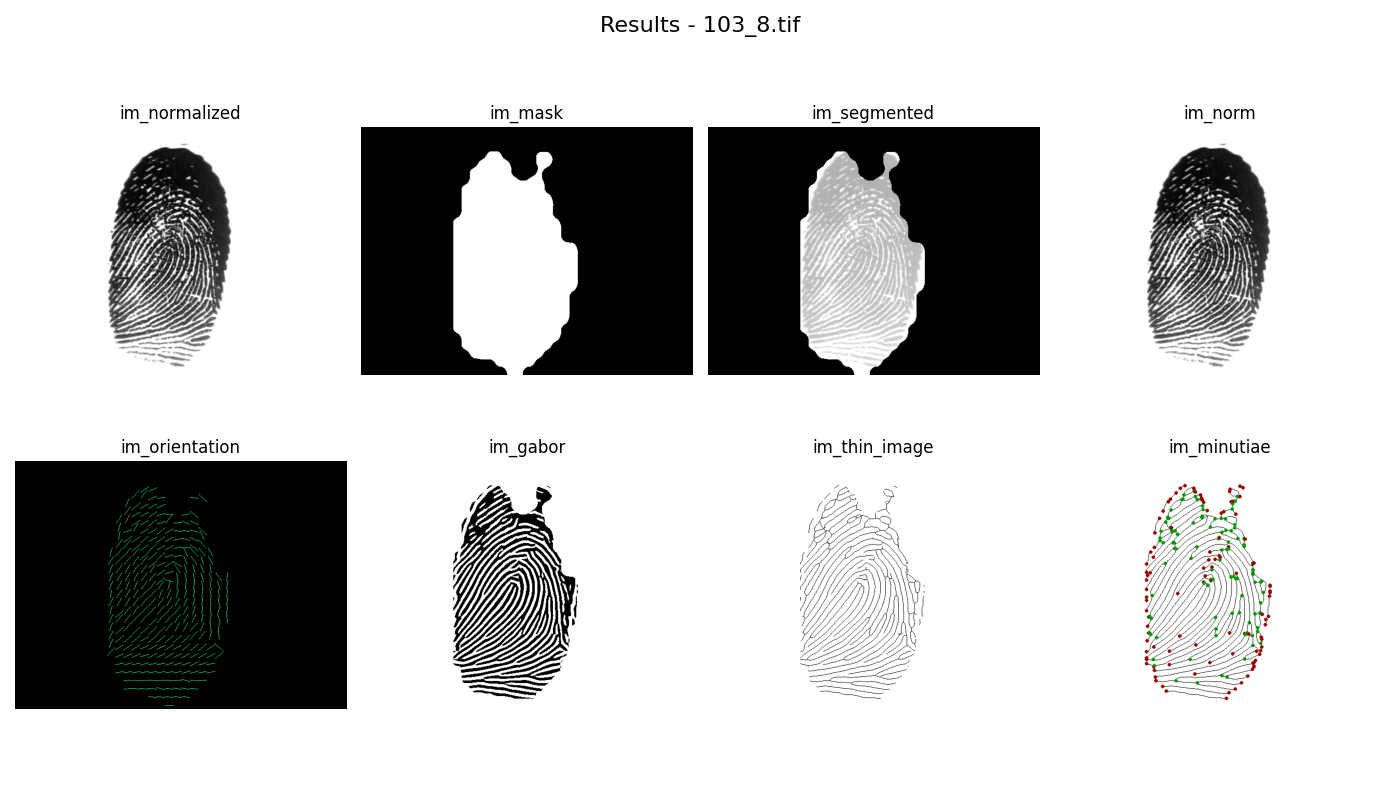 Results - 103_8.tif
im_normalized
im_mask
im_segmented
im_norm
im_orientation
im_gabor
im_thin_image
im_minutiae